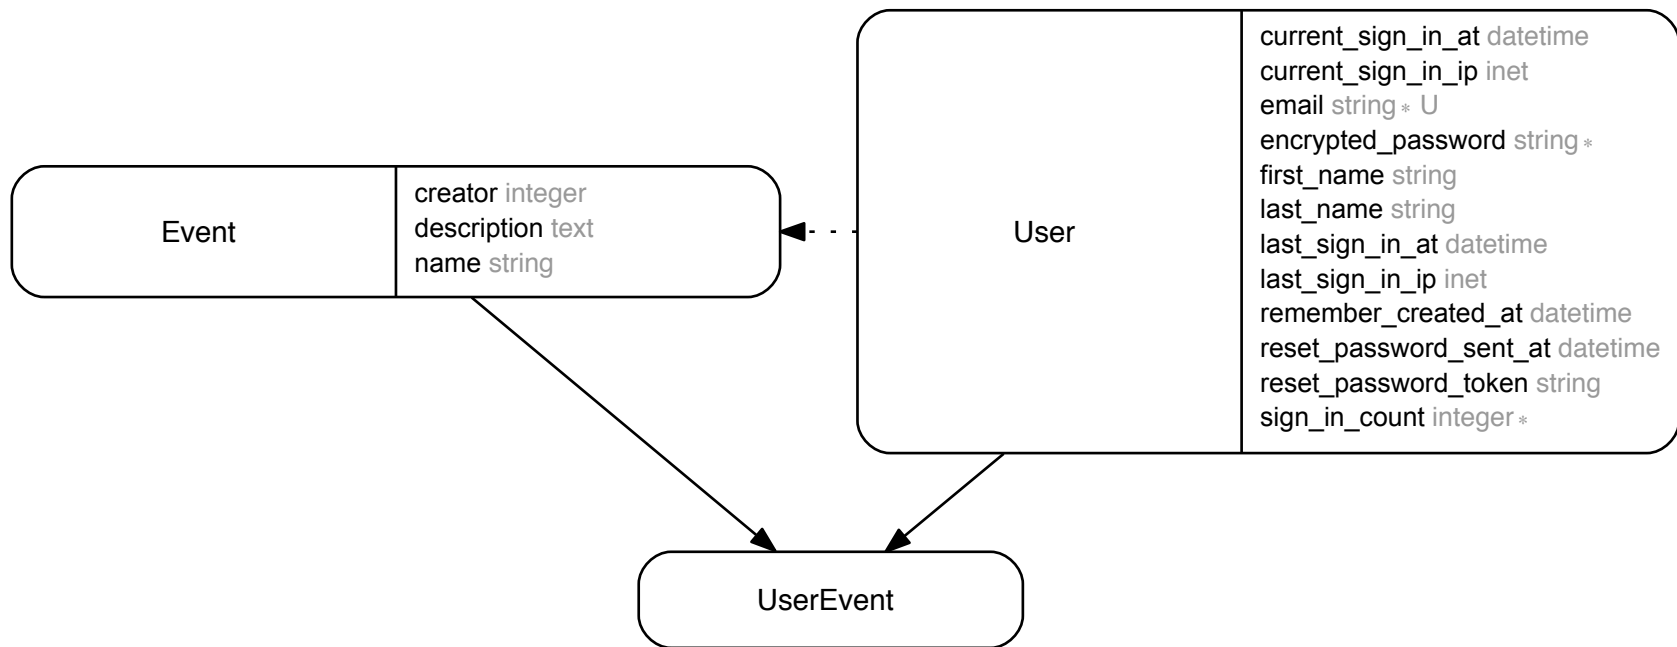 Event
creator integer
description text
name string
User
current_sign_in_at datetime
current_sign_in_ip inet
email string * U
encrypted_password string *
first_name string
last_name string
last_sign_in_at datetime
last_sign_in_ip inet
remember_created_at datetime
reset_password_sent_at datetime
reset_password_token string
sign_in_count integer *
UserEvent